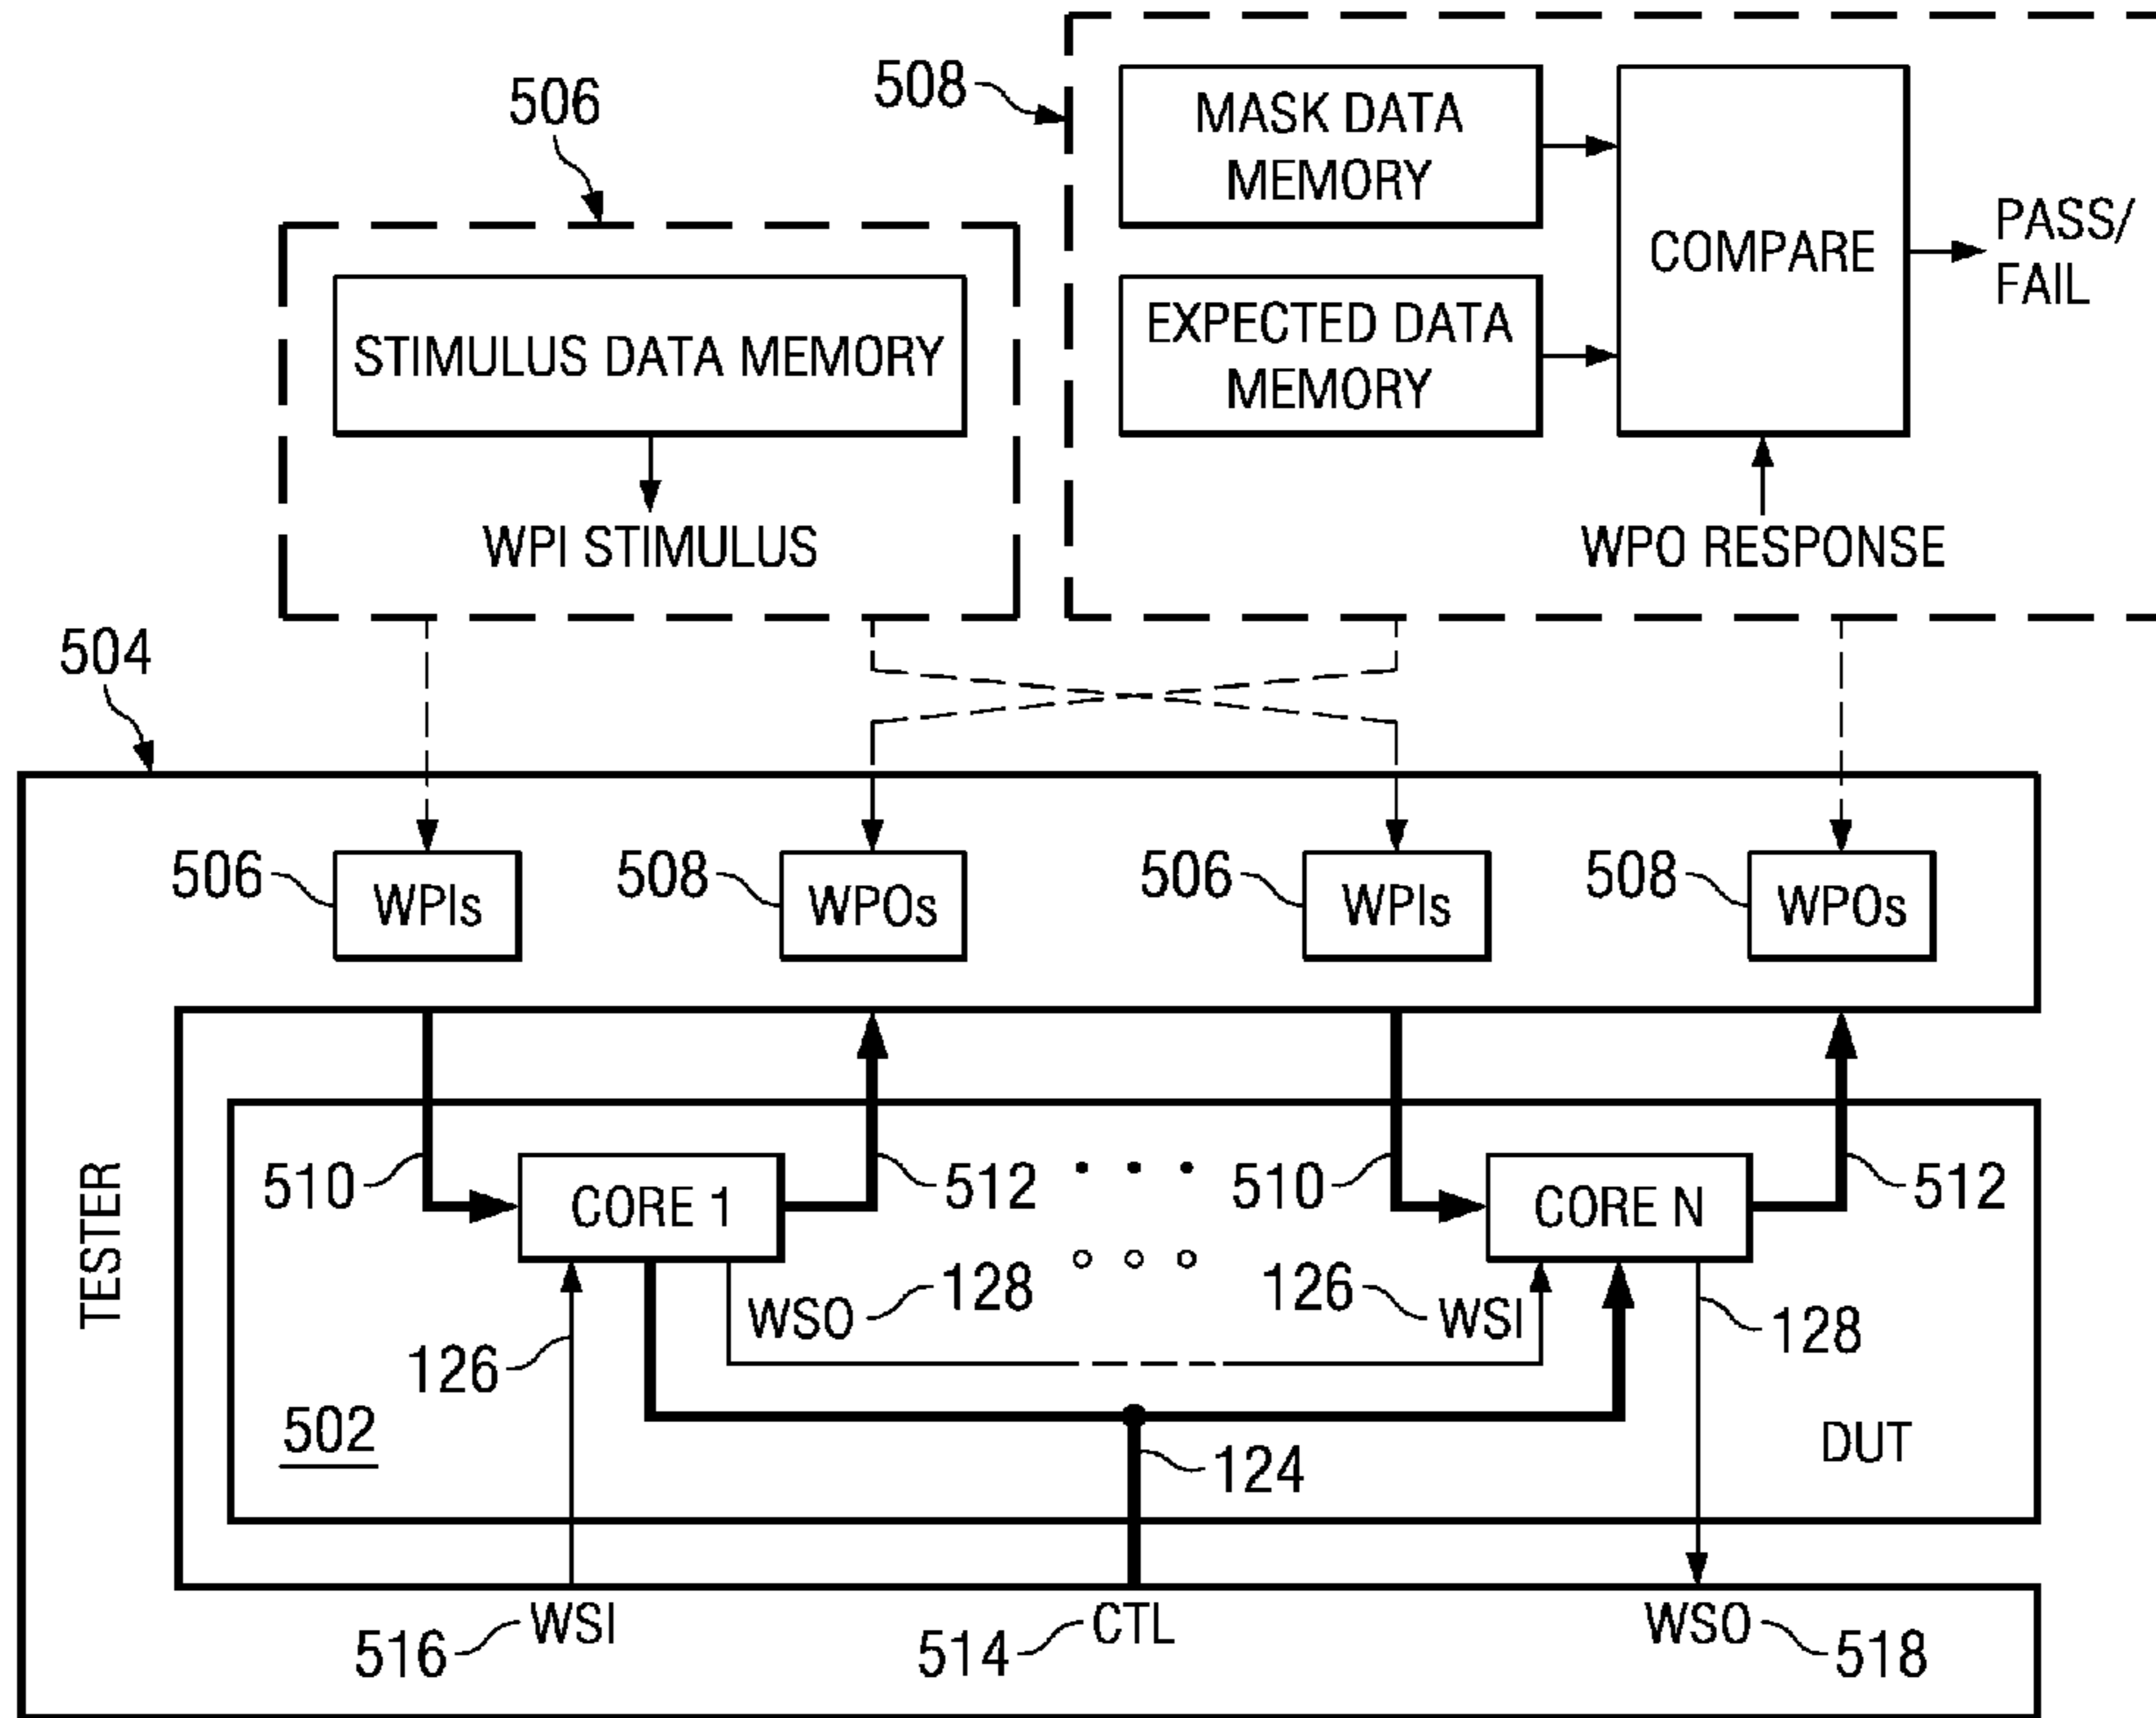 506
508
MASK DATA
MEMORY
COMPARE
PASS/
FAIL
STIMULUS DATA MEMORY
EXPECTED DATA
MEMORY
WPI STIMULUS
WPO RESPONSE
504
506
WPIs
508
WPOs
506
WPIs
508
WPOs
TESTER
510
CORE 1
512
510
CORE N
512
126
WSO
128
126
WSI
128
502
124
DUT
516
WSI
514
CTL
WSO
518